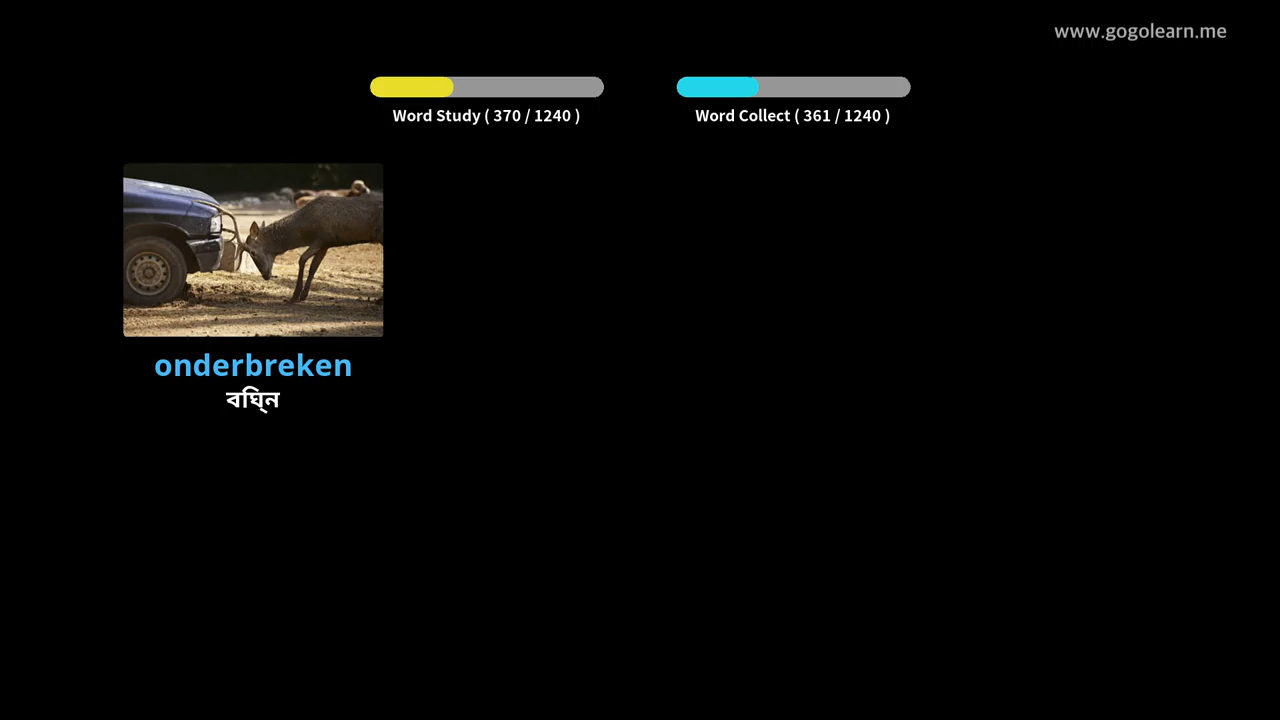 www.gogolearn.me
Word Study ( 370 / 1240 )
Word Collect ( 361 / 1240 )
onderbreken
বিঘ্ন